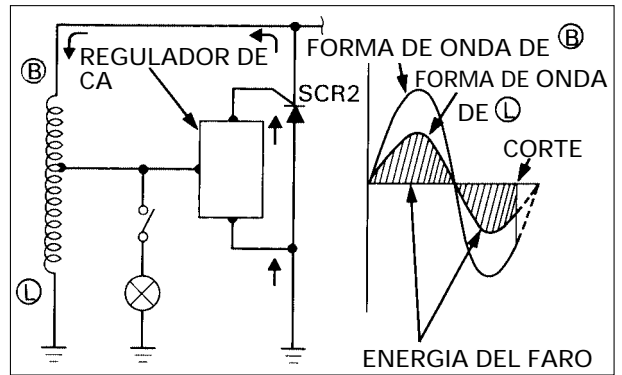 REGULADOR DE
CA
SCR2
B
L
FORMA DE ONDA DE B
FORMA DE ONDA
DE L
CORTE
ENERGIA DEL FARO